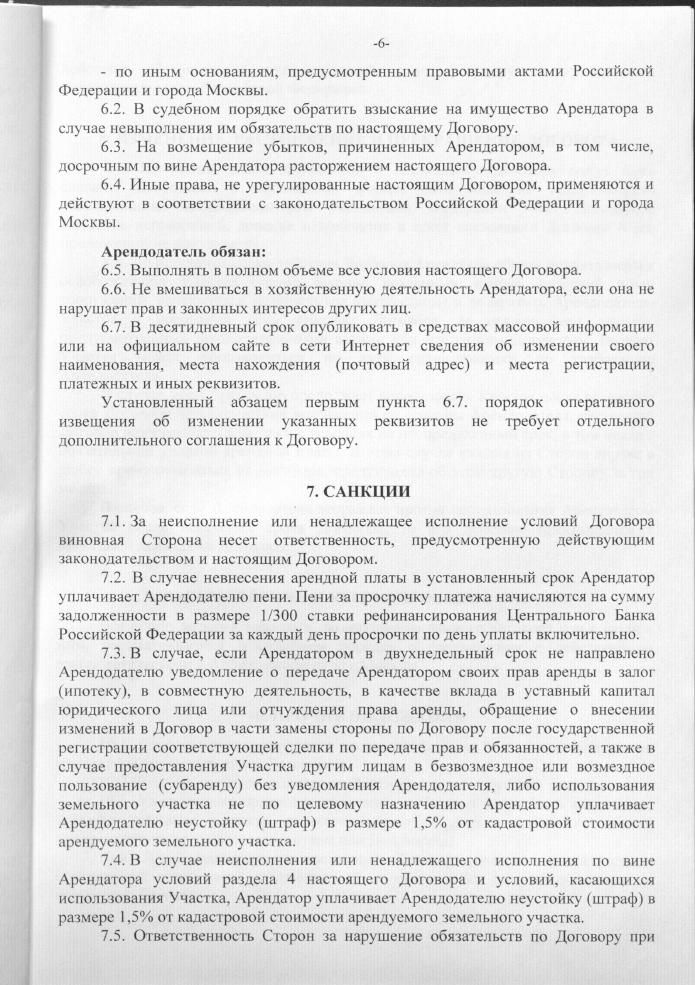 -6-
- по иным основаниям, предусмотренным правовыми актами Российской
Федерации и города Москвы.
6.2. В судебном порядке обратить взыскание на имущество Арендатора в
случае невыполнения им обязательств по настоящему Договору.
6.3. На возмещение убытков, причиненных Арендатором, в том числе,
досрочным по вине Арендатора расторжением настоящего Договора.
6.4. Иные права, не урегулированные настоящим Договором, применяются и
действуют в соответствии с законодательством Российской Федерации и города
Москвы.
Арендодатель обязан:
6.5. Выполнять в полном объеме все условия настоящего Договора.
6.6. Не вмешиваться в хозяйственную деятельность Арендатора, если она не
нарушает прав и законных интересов других лиц.
6.7. В десятидневный срок опубликовать в средствах массовой информации
или на официальном сайте в сети Интернет сведения об изменении своего
наименования, места нахождения (почтовый адрес) и места регистрации,
платежных и иных реквизитов.
Установленный абзацем первым пункта 6.7. порядок оперативного
извещения об изменении указанных реквизитов не требует отдельного
дополнительного соглашения к Договору.
7. САНКЦИИ
7.1. За неисполнение или ненадлежащее исполнение условий Договора
виновная Сторона несет ответственность, предусмотренную действующим
законодательством и настоящим Договором.
7.2. В случае невнесения арендной платы в установленный срок Арендатор
уплачивает Арендодателю пени. Пени за просрочку платежа начисляются на сумму
задолженности в размере 1/300 ставки рефинансирования Центрального Банка
Российской Федерации за каждый день просрочки по день уплаты включительно.
7.3. В случае, если Арендатором в двухнедельный срок не направлено
Арендодателю уведомление о передаче Арендатором своих прав аренды в залог
(ипотеку), в совместную деятельность, в качестве вклада в уставный капитал
юридического лица или отчуждения права аренды, обращение о внесении
изменений в Договор в части замены стороны по Договору после государственной
регистрации соответствующей сделки по передаче прав и обязанностей, а также в
случае предоставления Участка другим лицам в безвозмездное или возмездное
пользование (субаренду) без уведомления Арендодателя, либо использования
земельного участка не по целевому назначению Арендатор уплачивает
Арендодателю неустойку (штраф) в размере 1,5% от кадастровой стоимости
арендуемого земельного участка.
7.4. В случае неисполнения или ненадлежащего исполнения по вине
Арендатора условий раздела 4 настоящего Договора и условий, касающихся
использования Участка, Арендатор уплачивает Арендодателю неустойку (штраф) в
размере 1,5% от кадастровой стоимости арендуемого земельного участка.
7.5. Ответственность Сторон за нарушение обязательств по Договору при